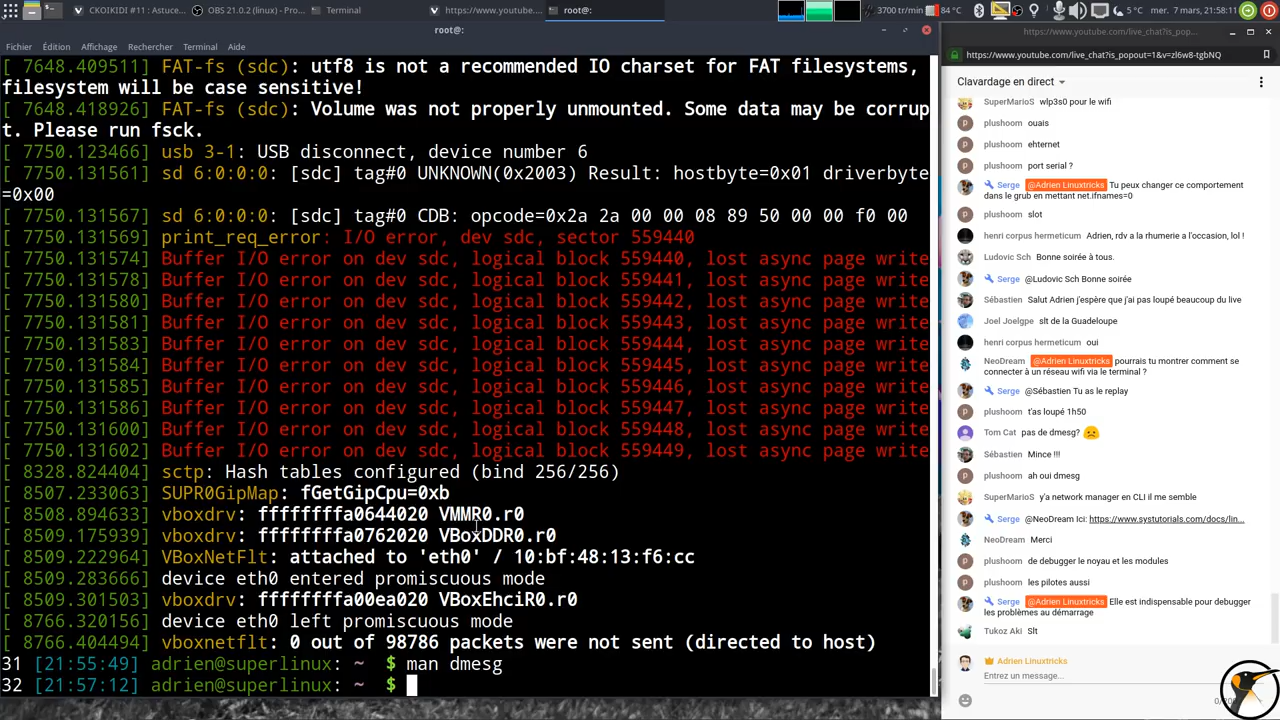 CKOIKIDI #11 : Astuce...
OBS 21.0.2 (linux) - Pro...
Terminal
https://www.youtube...
root@:
3700 tr/min
84 °C
5 °C
mer. 7 mars, 21:58:11
root@:
Fichier Édition Affichage Rechercher Terminal Aide
[ 7648.409511] FAT-fs (sdc): utf8 is not a recommended IO charset for FAT filesystems,
filesystem will be case sensitive!
[ 7648.418926] FAT-fs (sdc): Volume was not properly unmounted. Some data may be corrup
t. Please run fsck.
[ 7750.123466] usb 3-1: USB disconnect, device number 6
[ 7750.131561] sd 6:0:0:0: [sdc] tag#0 UNKNOWN(0x2003) Result: hostbyte=0x01 driverbyte
=0x00
[ 7750.131567] sd 6:0:0:0: [sdc] tag#0 CDB: opcode=0x2a 2a 00 00 08 89 50 00 00 f0 00
[ 7750.131569] print_req_error: I/O error, dev sdc, sector 559440
[ 7750.131574] Buffer I/O error on dev sdc, logical block 559440, lost async page write
[ 7750.131578] Buffer I/O error on dev sdc, logical block 559441, lost async page write
[ 7750.131580] Buffer I/O error on dev sdc, logical block 559442, lost async page write
[ 7750.131581] Buffer I/O error on dev sdc, logical block 559443, lost async page write
[ 7750.131583] Buffer I/O error on dev sdc, logical block 559444, lost async page write
[ 7750.131584] Buffer I/O error on dev sdc, logical block 559445, lost async page write
[ 7750.131585] Buffer I/O error on dev sdc, logical block 559446, lost async page write
[ 7750.131586] Buffer I/O error on dev sdc, logical block 559447, lost async page write
[ 7750.131600] Buffer I/O error on dev sdc, logical block 559448, lost async page write
[ 7750.131602] Buffer I/O error on dev sdc, logical block 559449, lost async page write
[ 8328.824404] sctp: Hash tables configured (bind 256/256)
[ 8507.233063] SUPR0GipMap: fGetGipCpu=0xb
[ 8508.894633] vboxdrv: ffffffffa0644020 VMMR0.r0
[ 8509.175939] vboxdrv: ffffffffa0762020 VBoxDDR0.r0
[ 8509.222964] VBoxNetFlt: attached to 'eth0' / 10:bf:48:13:f6:cc
[ 8509.283666] device eth0 entered promiscuous mode
[ 8509.301503] vboxdrv: ffffffffa00ea020 VBoxEhciR0.r0
[ 8766.320156] device eth0 left promiscuous mode
[ 8766.404494] vboxnetflt: 0 out of 98786 packets were not sent (directed to host)
31 [21:55:49] adrien@superlinux: ~ $ man dmesg
32 [21:57:12] adrien@superlinux: ~ $
https://www.youtube.com/live_chat?is_pop...
https://www.youtube.com/live_chat?is_popout=1&v=zl6w8-tgbNQ
Clavardage en direct
SuperMarioS wlp3s0 pour le wifi
plushoom ouais
plushoom ehternet
plushoom port serial ?
Serge @Adrien Linuxtricks Tu peux changer ce comportement
dans le grub en mettant net.ifnames=0
plushoom slot
henri corpus hermeticum Adrien, rdv a la rhumerie a l'occasion, lol !
Ludovic Sch Bonne soirée à tous.
Serge @Ludovic Sch Bonne soirée
Sébastien Salut Adrien j'espère que j'ai pas loupé beaucoup du live
Joel Joelgpe slt de la Guadeloupe
henri corpus hermeticum oui
NeoDream @Adrien Linuxtricks pourrais tu montrer comment se
connecter à un réseau wifi via le terminal ?
Serge @Sébastien Tu as le replay
plushoom t'as loupé 1h50
Tom Cat pas de dmesg?
Sébastien Mince !!!
plushoom ah oui dmesg
SuperMarioS y'a network manager en CLI il me semble
Serge @NeoDream Ici: https://www.systutorials.com/docs/lin...
NeoDream Merci
plushoom de debugger le noyau et les modules
plushoom les pilotes aussi
Serge @Adrien Linuxtricks Elle est indispensable pour debugger
les problèmes au démarrage
Tukoz Aki Slt
Adrien Linuxtricks
Entrez un message...